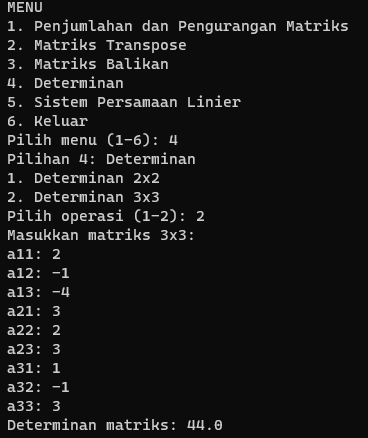 MENU
1. Penjumlahan dan Pengurangan Matriks
2. Matriks Transpose
3. Matriks Balikan
4. Determinan
5. Sistem Persamaan Linier
6. Keluar
Pilih menu (1-6): 4
Pilihan 4: Determinan
1. Determinan 2x2
2. Determinan 3x3
Pilih operasi (1-2): 2
Masukkan matriks 3x3:
a11: 2
a12: -1
a13: -4
a21: 3
a22: 2
a23: 3
a31: 1
a32: -1
a33: 3
Determinan matriks: 44.0